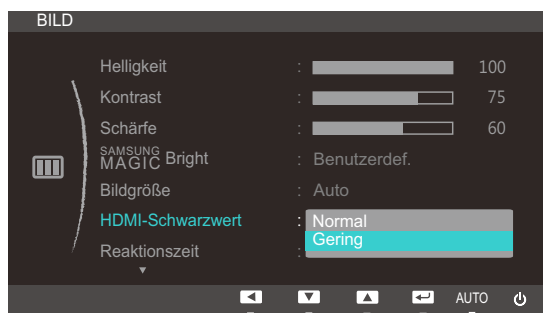 BILD
Helligkeit : 100
Kontrast : 75
Schärfe : 60
SAMSUNG MAGIC Bright : Benutzerdef.
Bildgröße : Auto
HDMI-Schwarzwert : Normal
Gering
Reaktionszeit :
AUTO